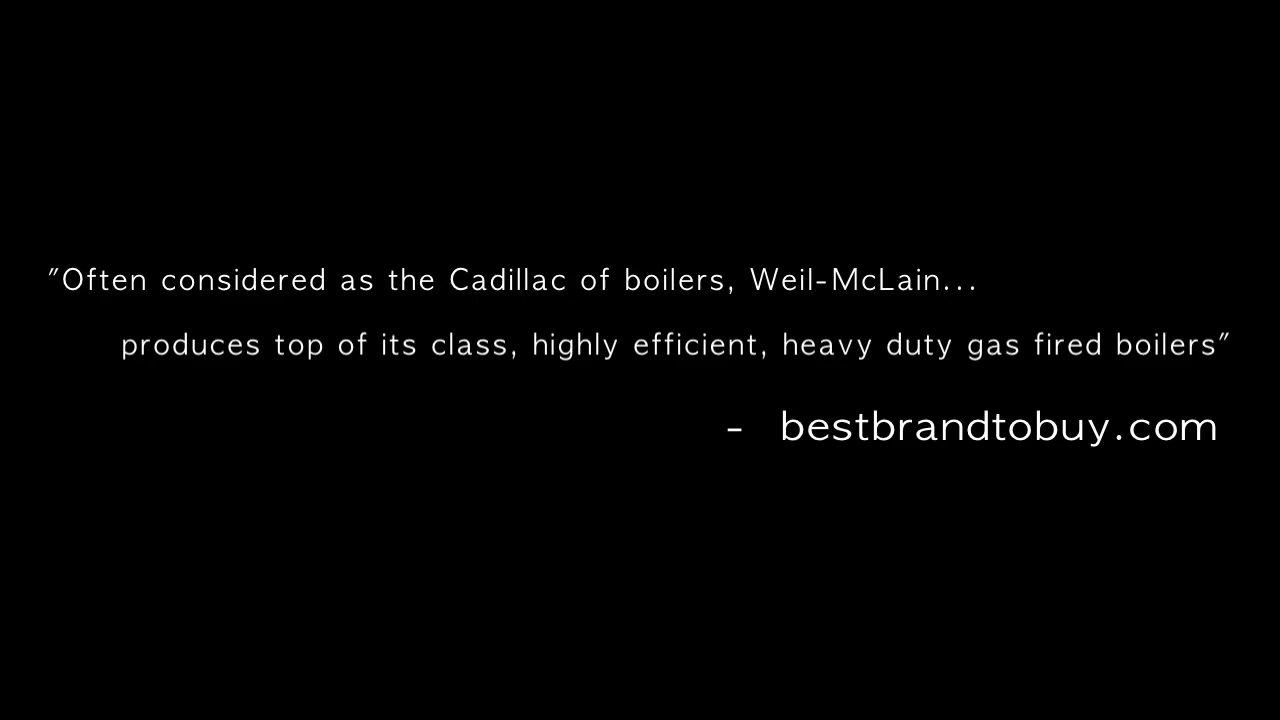 "Often considered as the Cadillac of boilers, Weil-McLain...
produces top of its class, highly efficient, heavy duty gas fired boilers"
- bestbrandtobuy.com